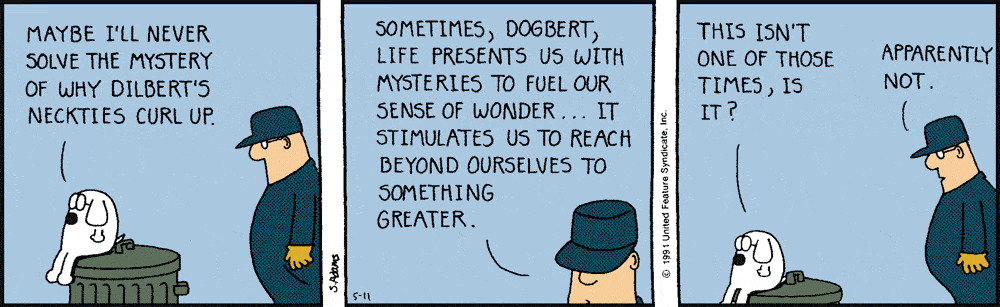 MAYBE I'LL NEVER
SOLVE THE MYSTERY
OF WHY DILBERT'S
NECKTIES CURL UP.
S. ADAMS
SOMETIMES, DOGBERT,
LIFE PRESENTS US WITH
MYSTERIES TO FUEL OUR
SENSE OF WONDER... IT
STIMULATES US TO REACH
BEYOND OURSELVES TO
SOMETHING
GREATER.
5-11
© 1991 United Feature Syndicate, Inc.
THIS ISN'T
ONE OF THOSE
TIMES, IS
IT?
APPARENTLY
NOT.